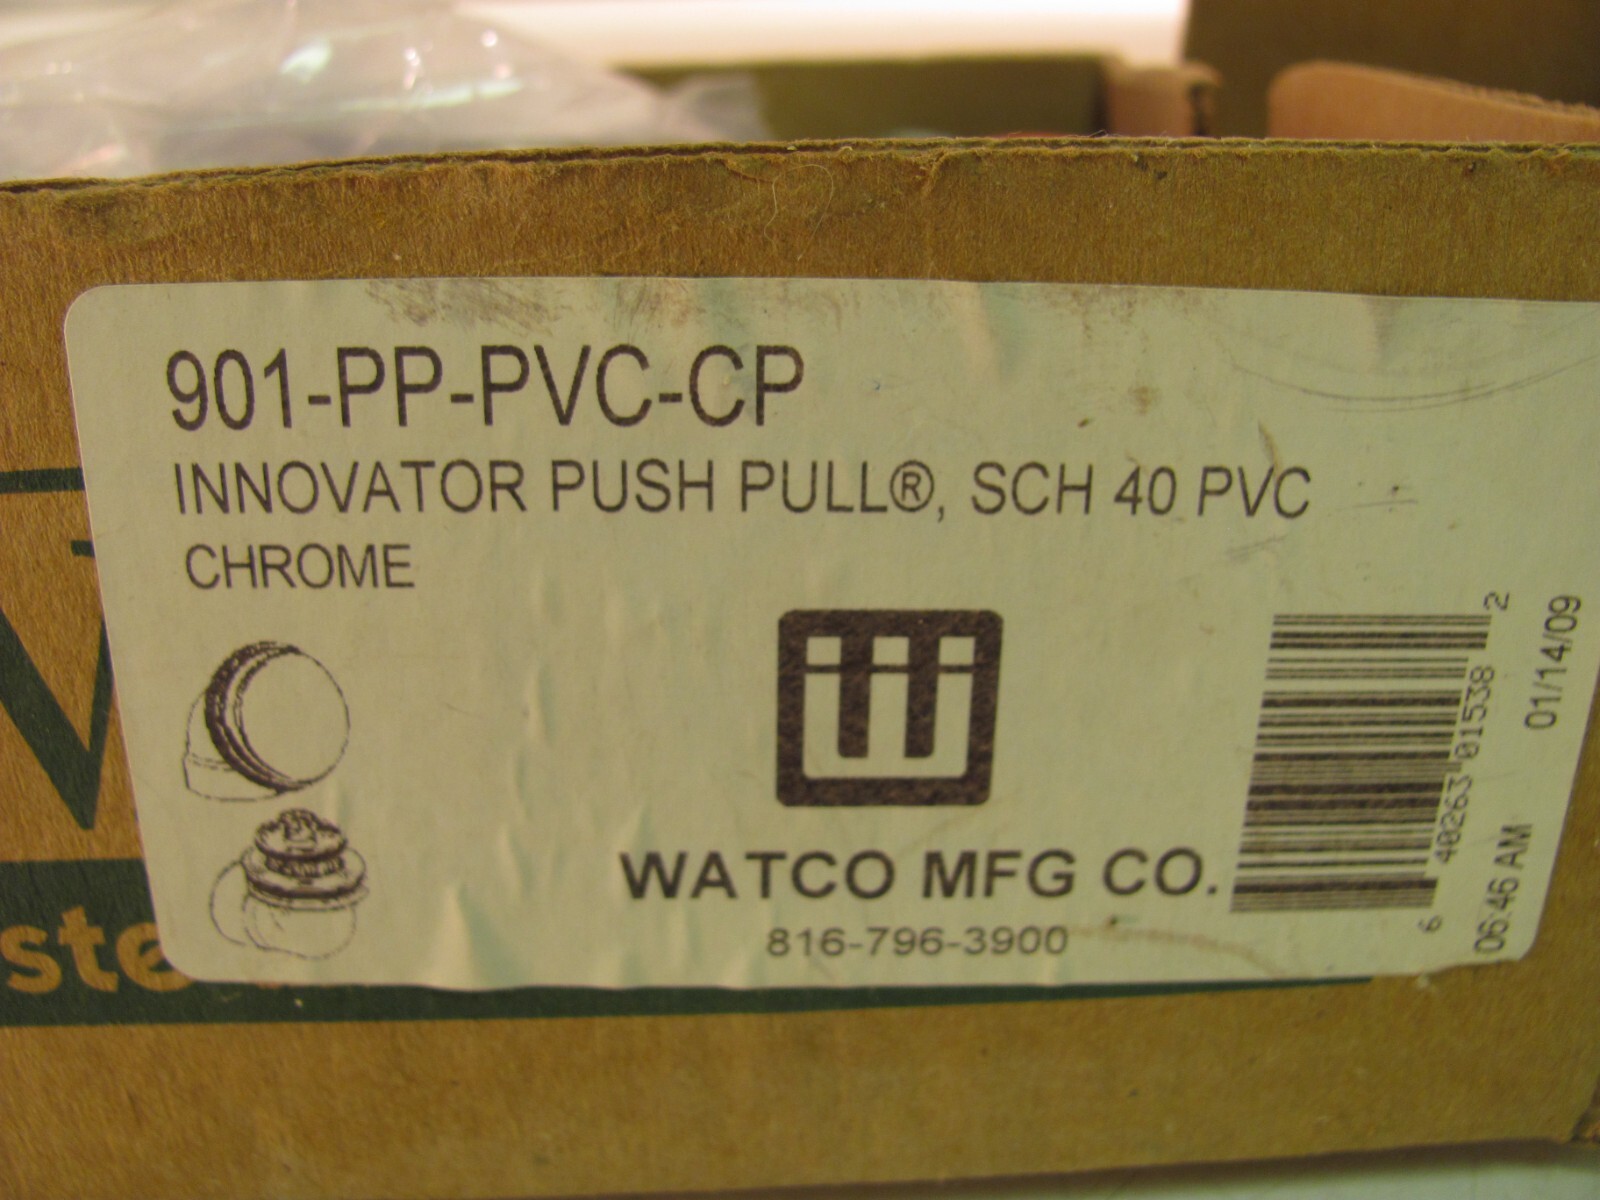 901-PP-PVC-CP
INNOVATOR PUSH PULL®, SCH 40 PVC
CHROME
WATCO MFG CO.
816-796-3900
6 40263 01538 2
06:46 AM 01/14/09
ste